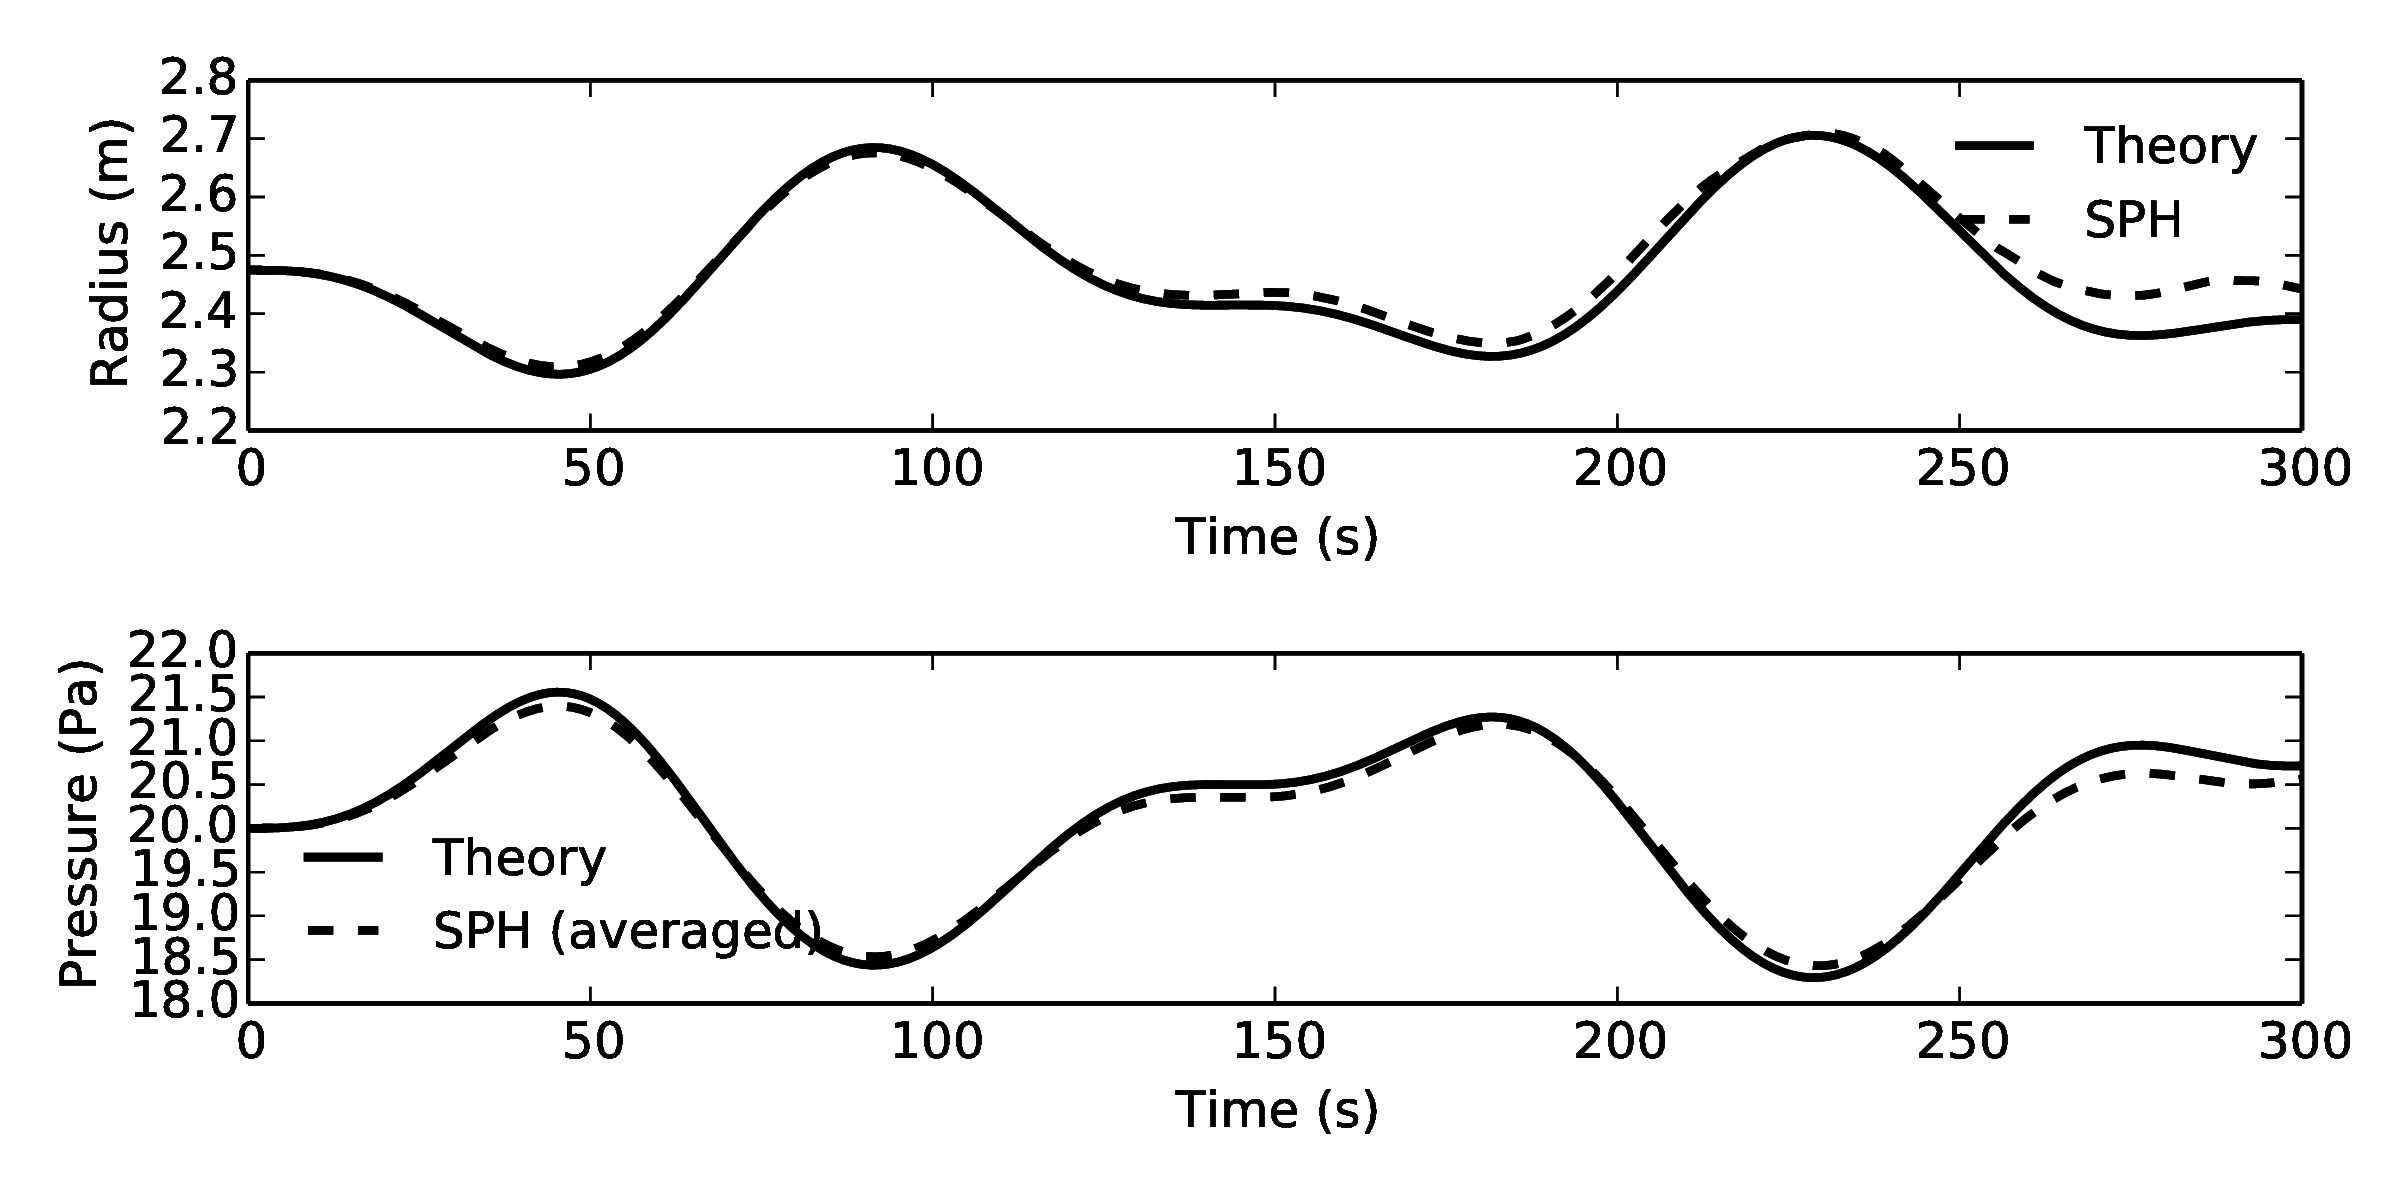 2.8
2.7
2.6
2.5
2.4
2.3
2.2
Radius (m)
Theory
SPH
0 50 100 150 200 250 300
Time (s)
22.0
21.5
21.0
20.5
20.0
19.5
19.0
18.5
18.0
Pressure (Pa)
Theory
SPH (averaged)
0 50 100 150 200 250 300
Time (s)